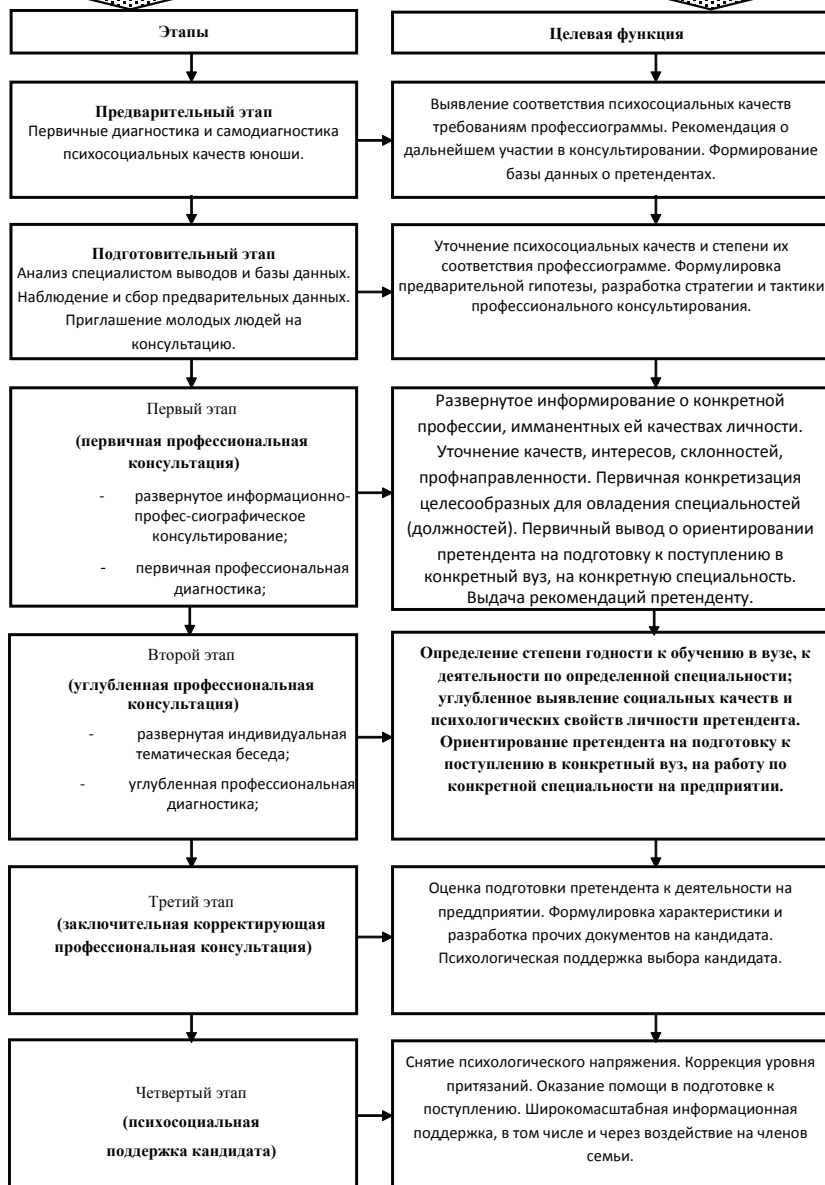 Этапы
Целевая функция
Предварительный этап
Первичные диагностика и самодиагностика
психосоциальных качеств юноши.
Выявление соответствия психосоциальных качеств
требованиям профессиограммы. Рекомендация о
дальнейшем участии в консультировании. Формирование
базы данных о претендентах.
Подготовительный этап
Анализ специалистом выводов и базы данных.
Наблюдение и сбор предварительных данных.
Приглашение молодых людей на
консультацию.
Уточнение психосоциальных качеств и степени их
соответствия профессиограмме. Формулировка
предварительной гипотезы, разработка стратегии и тактики
профессионального консультирования.
Первый этап
(первичная профессиональная
консультация)
- развернутое информационно-
профес-сиографическое
консультирование;
- первичная профессиональная
диагностика;
Развернутое информирование о конкретной
профессии, имманентных ей качествах личности.
Уточнение качеств, интересов, склонностей,
профнаправленности. Первичная конкретизация
целесообразных для овладения специальностей
(должностей). Первичный вывод о ориентировании
претендента на подготовку к поступлению в
конкретный вуз, на конкретную специальность.
Выдача рекомендаций претенденту.
Второй этап
(углубленная профессиональная
консультация)
- развернутая индивидуальная
тематическая беседа;
- углубленная профессиональная
диагностика;
Определение степени годности к обучению в вузе, к
деятельности по определенной специальности;
углубленное выявление социальных качеств и
психологических свойств личности претендента.
Ориентирование претендента на подготовку к
поступлению в конкретный вуз, на работу по
конкретной специальности на предприятии.
Третий этап
(заключительная корректирующая
профессиональная консультация)
Оценка подготовки претендента к деятельности на
преддприятии. Формулировка характеристики и
разработка прочих документов на кандидата.
Психологическая поддержка выбора кандидата.
Четвертый этап
(психосоциальная
поддержка кандидата)
Снятие психологического напряжения. Коррекция уровня
притязаний. Оказание помощи в подготовке к
поступлению. Широкомасштабная информационная
поддержка, в том числе и через воздействие на членов
семьи.